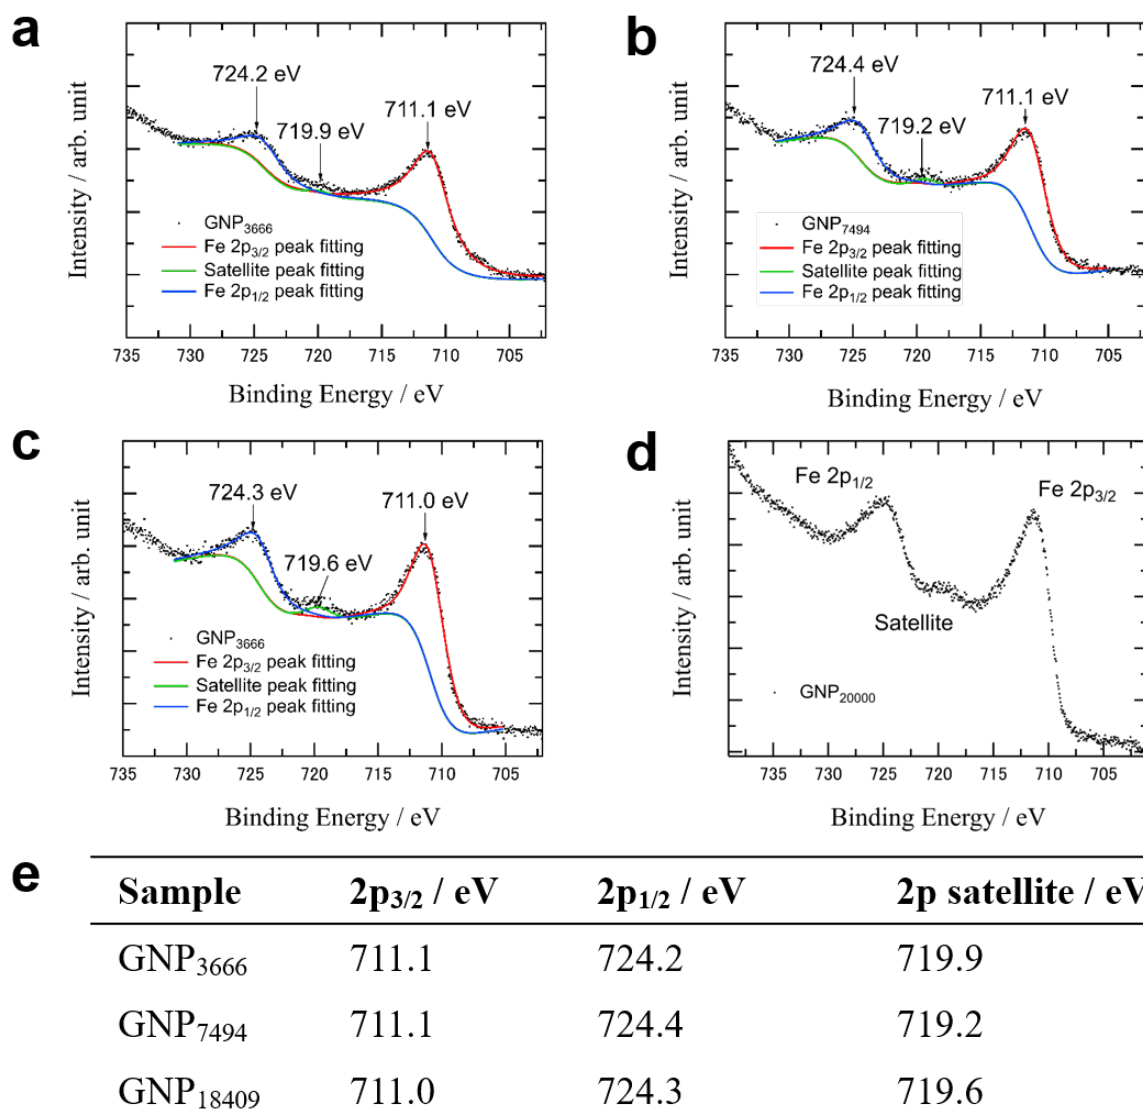 a
724.2 eV
719.9 eV
711.1 eV
Intensity / arb. unit
GNP3666
Fe 2p3/2 peak fitting
Satellite peak fitting
Fe 2p1/2 peak fitting
735 730 725 720 715 710 705
Binding Energy / eV
b
724.4 eV
719.2 eV
711.1 eV
Intensity / arb. unit
GNP7494
Fe 2p3/2 peak fitting
Satellite peak fitting
Fe 2p1/2 peak fitting
735 730 725 720 715 710 705
Binding Energy / eV
c
724.3 eV
719.6 eV
711.0 eV
Intensity / arb. unit
GNP3666
Fe 2p3/2 peak fitting
Satellite peak fitting
Fe 2p1/2 peak fitting
735 730 725 720 715 710 705
Binding Energy / eV
d
Fe 2p1/2
Fe 2p3/2
Satellite
Intensity / arb. unit
GNP20000
735 730 725 720 715 710 705
Binding Energy / eV
e
Sample 2p3/2 / eV 2p1/2 / eV 2p satellite / eV
GNP3666 711.1 724.2 719.9
GNP7494 711.1 724.4 719.2
GNP18409 711.0 724.3 719.6